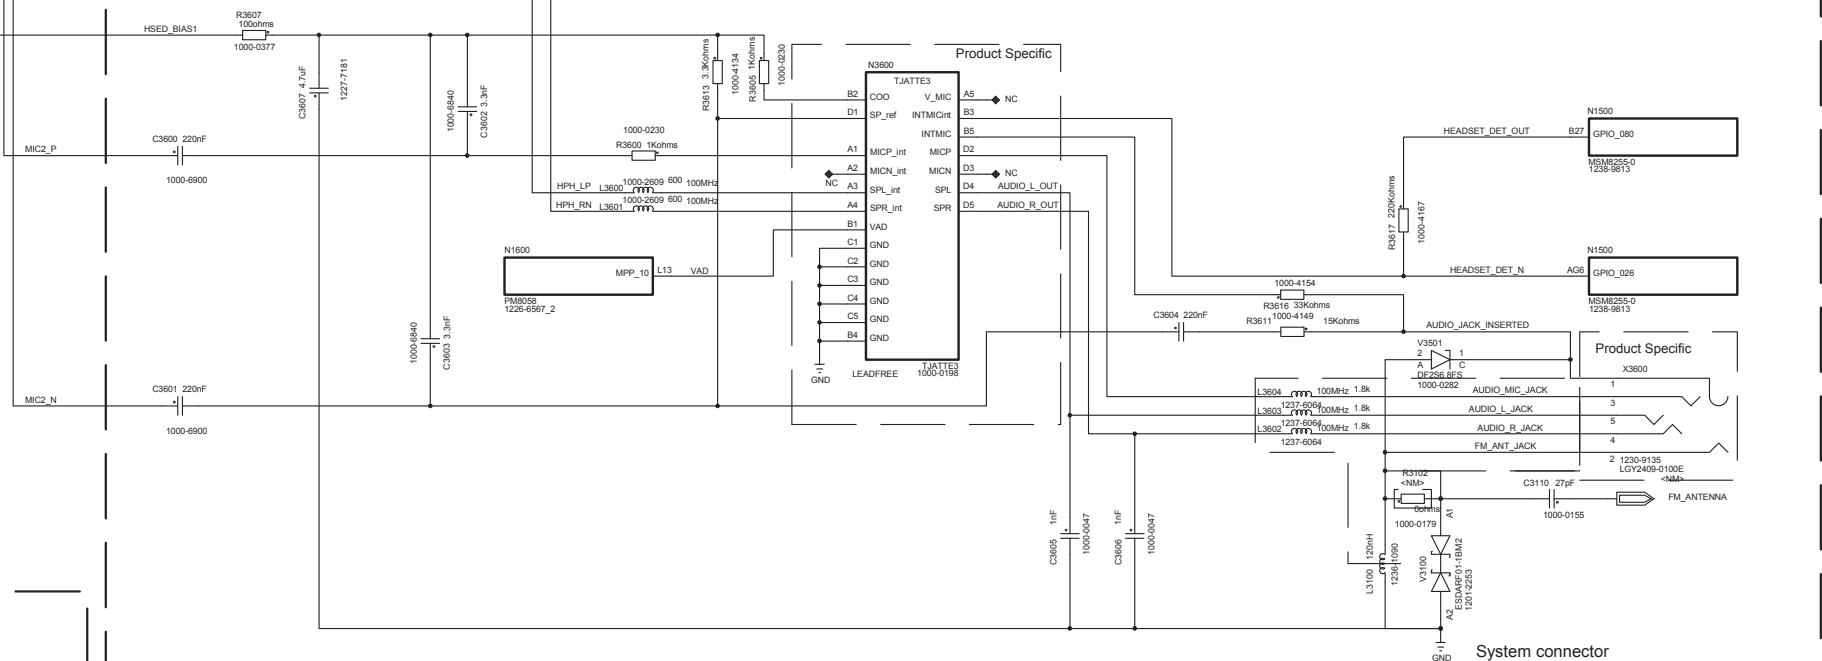 HSED_BIAS1
R3607
100ohms
1000-0377
C3607 4.7uF
1227-7181
1000-6840
C3602 3.3nF
R3613 3.3Kohms
1000-4134
R3605 1Kohms
1000-0230
Product Specific
N3600
TJATTE3
B2 COO
D1 SP_ref
A1 MICP_int
A2 MICN_int
A3 SPL_int
A4 SPR_int
B1 VAD
C1 GND
C2 GND
C3 GND
C4 GND
C5 GND
B4 GND
V_MIC A5
INTMICint B3
INTMIC B5
MICP D2
MICN D3
SPL D4
SPR D5
NC
NC
NC
AUDIO_L_OUT
AUDIO_R_OUT
TJATTE3
1000-0198
LEADFREE
GND
MIC2_P
C3600 220nF
1000-6900
1000-0230
R3600 1Kohms
HPH_LP L3600 1000-2609 600 100MHz
HPH_RN L3601 1000-2609 600 100MHz
N1600
MPP_10 L13 VAD
PM8058
1226-6567_2
1000-6840
C3603 3.3nF
MIC2_N
C3601 220nF
1000-6900
N1500
HEADSET_DET_OUT B27 GPIO_080
MSM8255-0
1238-9813
R3617 220Kohms
1000-4167
N1500
HEADSET_DET_N AG6 GPIO_026
MSM8255-0
1238-9813
1000-4154
R3616 33Kohms
C3604 220nF
1000-4149
R3611 15Kohms
AUDIO_JACK_INSERTED
V3501
2 1
A C
DF2S6.8FS
1000-0282
Product Specific
X3600
1
3
5
4
2
1230-9135
LGY2409-0100E
<NM>
L3604 100MHz 1.8k AUDIO_MIC_JACK
1237-6064
L3603 100MHz 1.8k AUDIO_L_JACK
1237-6064
L3602 100MHz 1.8k AUDIO_R_JACK
1237-6064
FM_ANT_JACK
R3102
<NM>
0ohms
1000-0179
C3110 27pF
1000-0155
FM_ANTENNA
C3605 1nF
1000-0047
C3606 1nF
1000-0047
L3100 120nH
1236-1090
A1
V3100
ESDARF01-1BM2
1201-2253
A2
GND
System connector